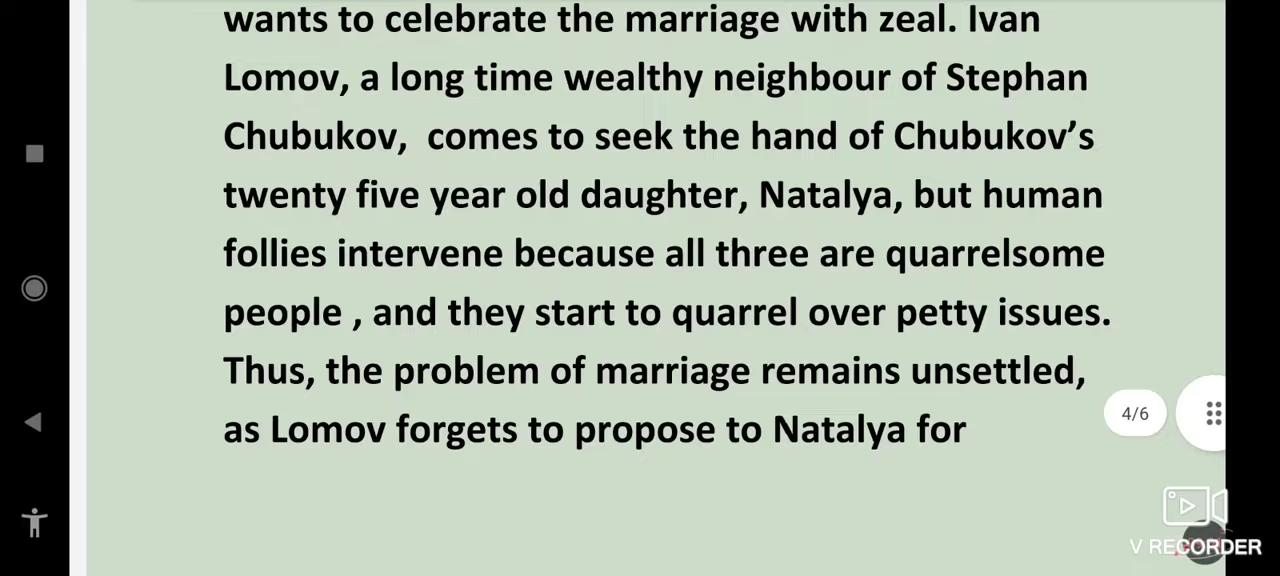 wants to celebrate the marriage with zeal. Ivan
Lomov, a long time wealthy neighbour of Stephan
Chubukov,  comes to seek the hand of Chubukov’s
twenty five year old daughter, Natalya, but human
follies intervene because all three are quarrelsome
people , and they start to quarrel over petty issues.
Thus, the problem of marriage remains unsettled,
as Lomov forgets to propose to Natalya for
4/6
V RECORDER